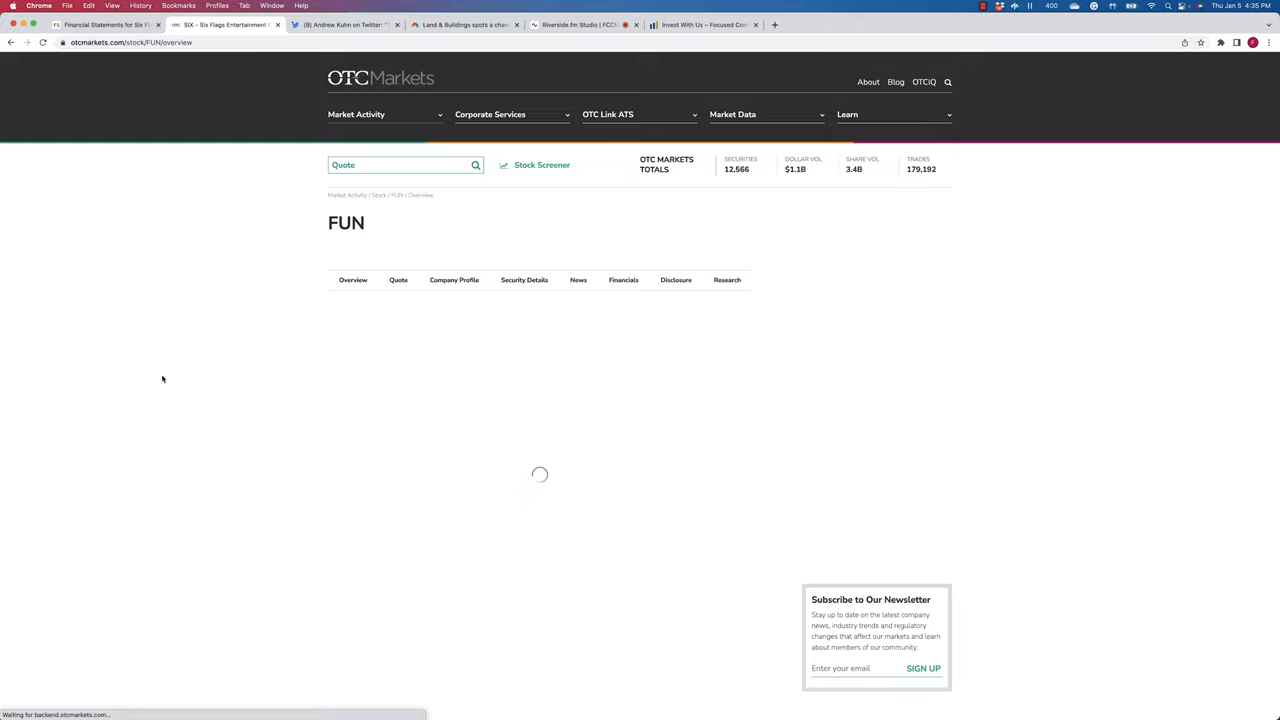 Chrome File Edit View History Bookmarks Profiles Tab Window Help 400 Thu Jan 5 4:35 PM
Financial Statements for Six Fl
SIX - Six Flags Entertainment C
(9) Andrew Kuhn on Twitter: "
Land & Buildings spots a chan
Riverside.fm Studio | FCCM
Invest With Us – Focused Com
otcmarkets.com/stock/FUN/overview
OTCMarkets
About Blog OTCIQ
Market Activity Corporate Services OTC Link ATS Market Data Learn
Quote
Stock Screener
OTC MARKETS TOTALS
SECURITIES
12,566
DOLLAR VOL
$1.1B
SHARE VOL
3.4B
TRADES
179,192
Market Activity / Stock / FUN / Overview
FUN
Overview Quote Company Profile Security Details News Financials Disclosure Research
Subscribe to Our Newsletter
Stay up to date on the latest company
news, industry trends and regulatory
changes that affect our markets and learn
about members of our community.
Enter your email SIGN UP
Waiting for backend.otcmarkets.com...